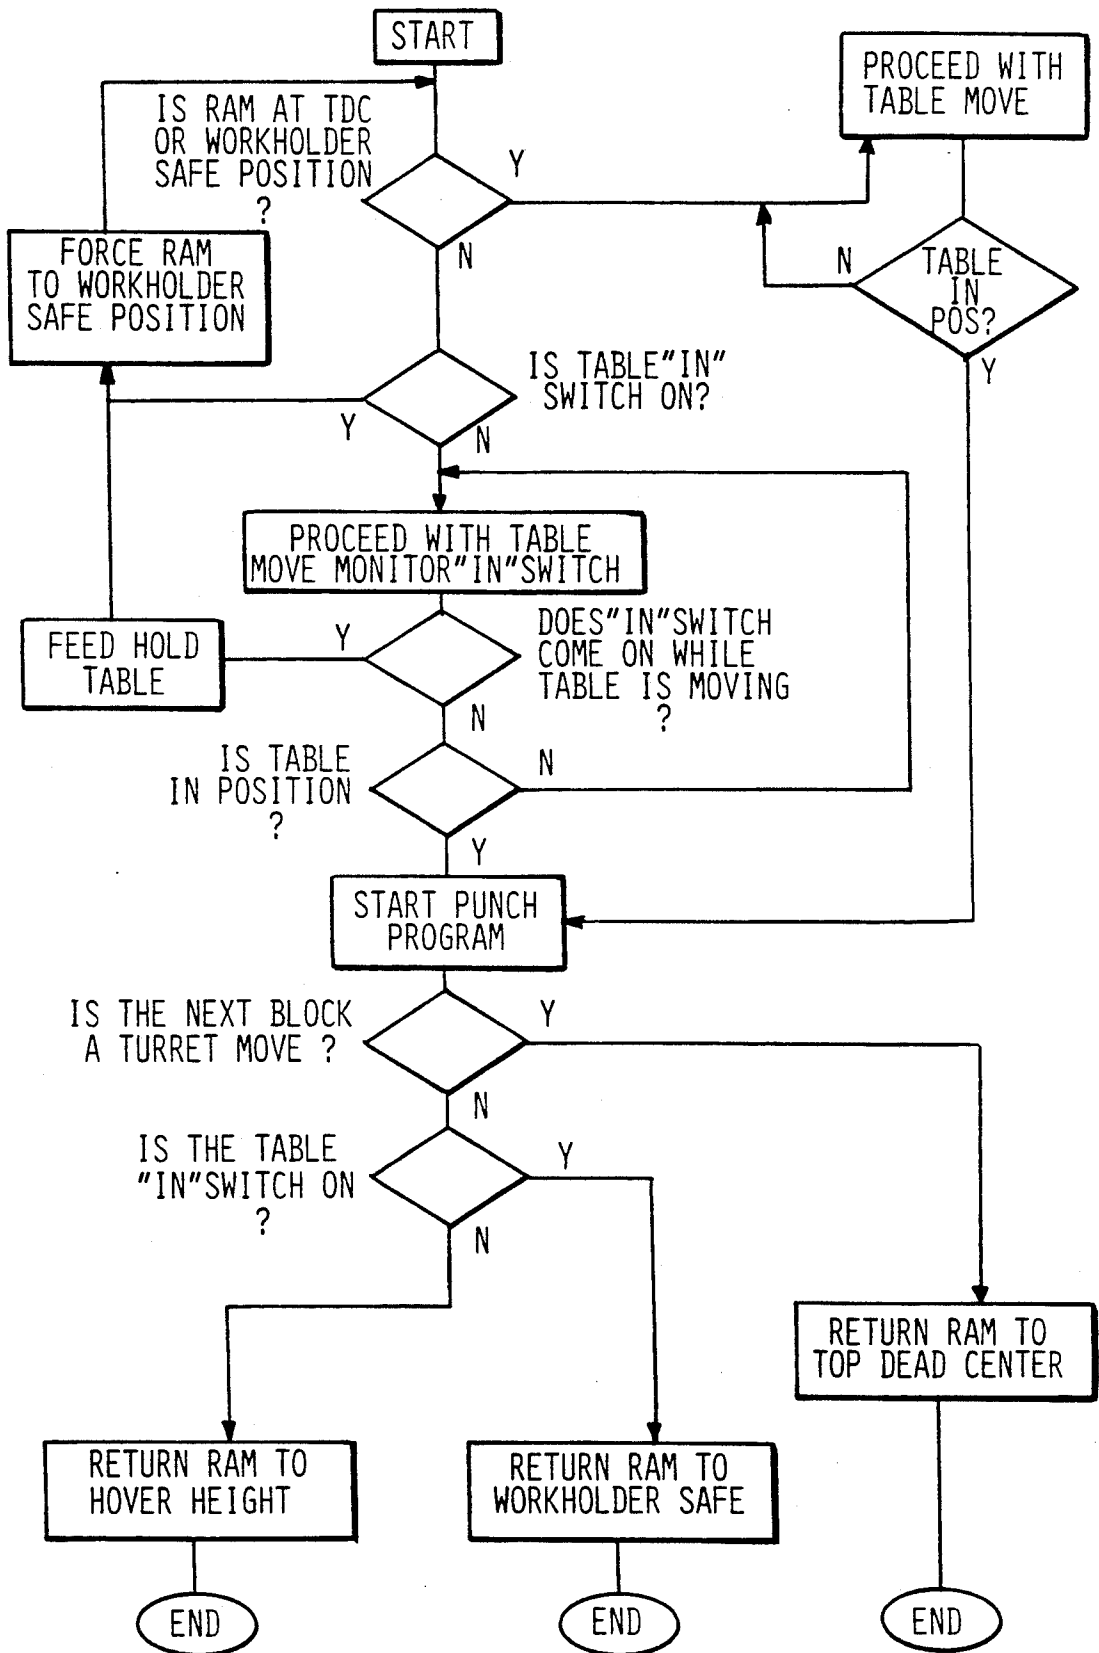 START
PROCEED WITH
TABLE MOVE
IS RAM AT TDC
OR WORKHOLDER
SAFE POSITION
?
Y
N
FORCE RAM
TO WORKHOLDER
SAFE POSITION
N
TABLE
IN
POS?
Y
IS TABLE"IN"
SWITCH ON?
Y
N
PROCEED WITH TABLE
MOVE MONITOR"IN"SWITCH
FEED HOLD
TABLE
Y
DOES"IN"SWITCH
COME ON WHILE
TABLE IS MOVING
?
N
IS TABLE
IN POSITION
?
N
Y
START PUNCH
PROGRAM
IS THE NEXT BLOCK
A TURRET MOVE ?
Y
N
IS THE TABLE
"IN"SWITCH ON
?
Y
N
RETURN RAM TO
TOP DEAD CENTER
RETURN RAM TO
HOVER HEIGHT
RETURN RAM TO
WORKHOLDER SAFE
END
END
END